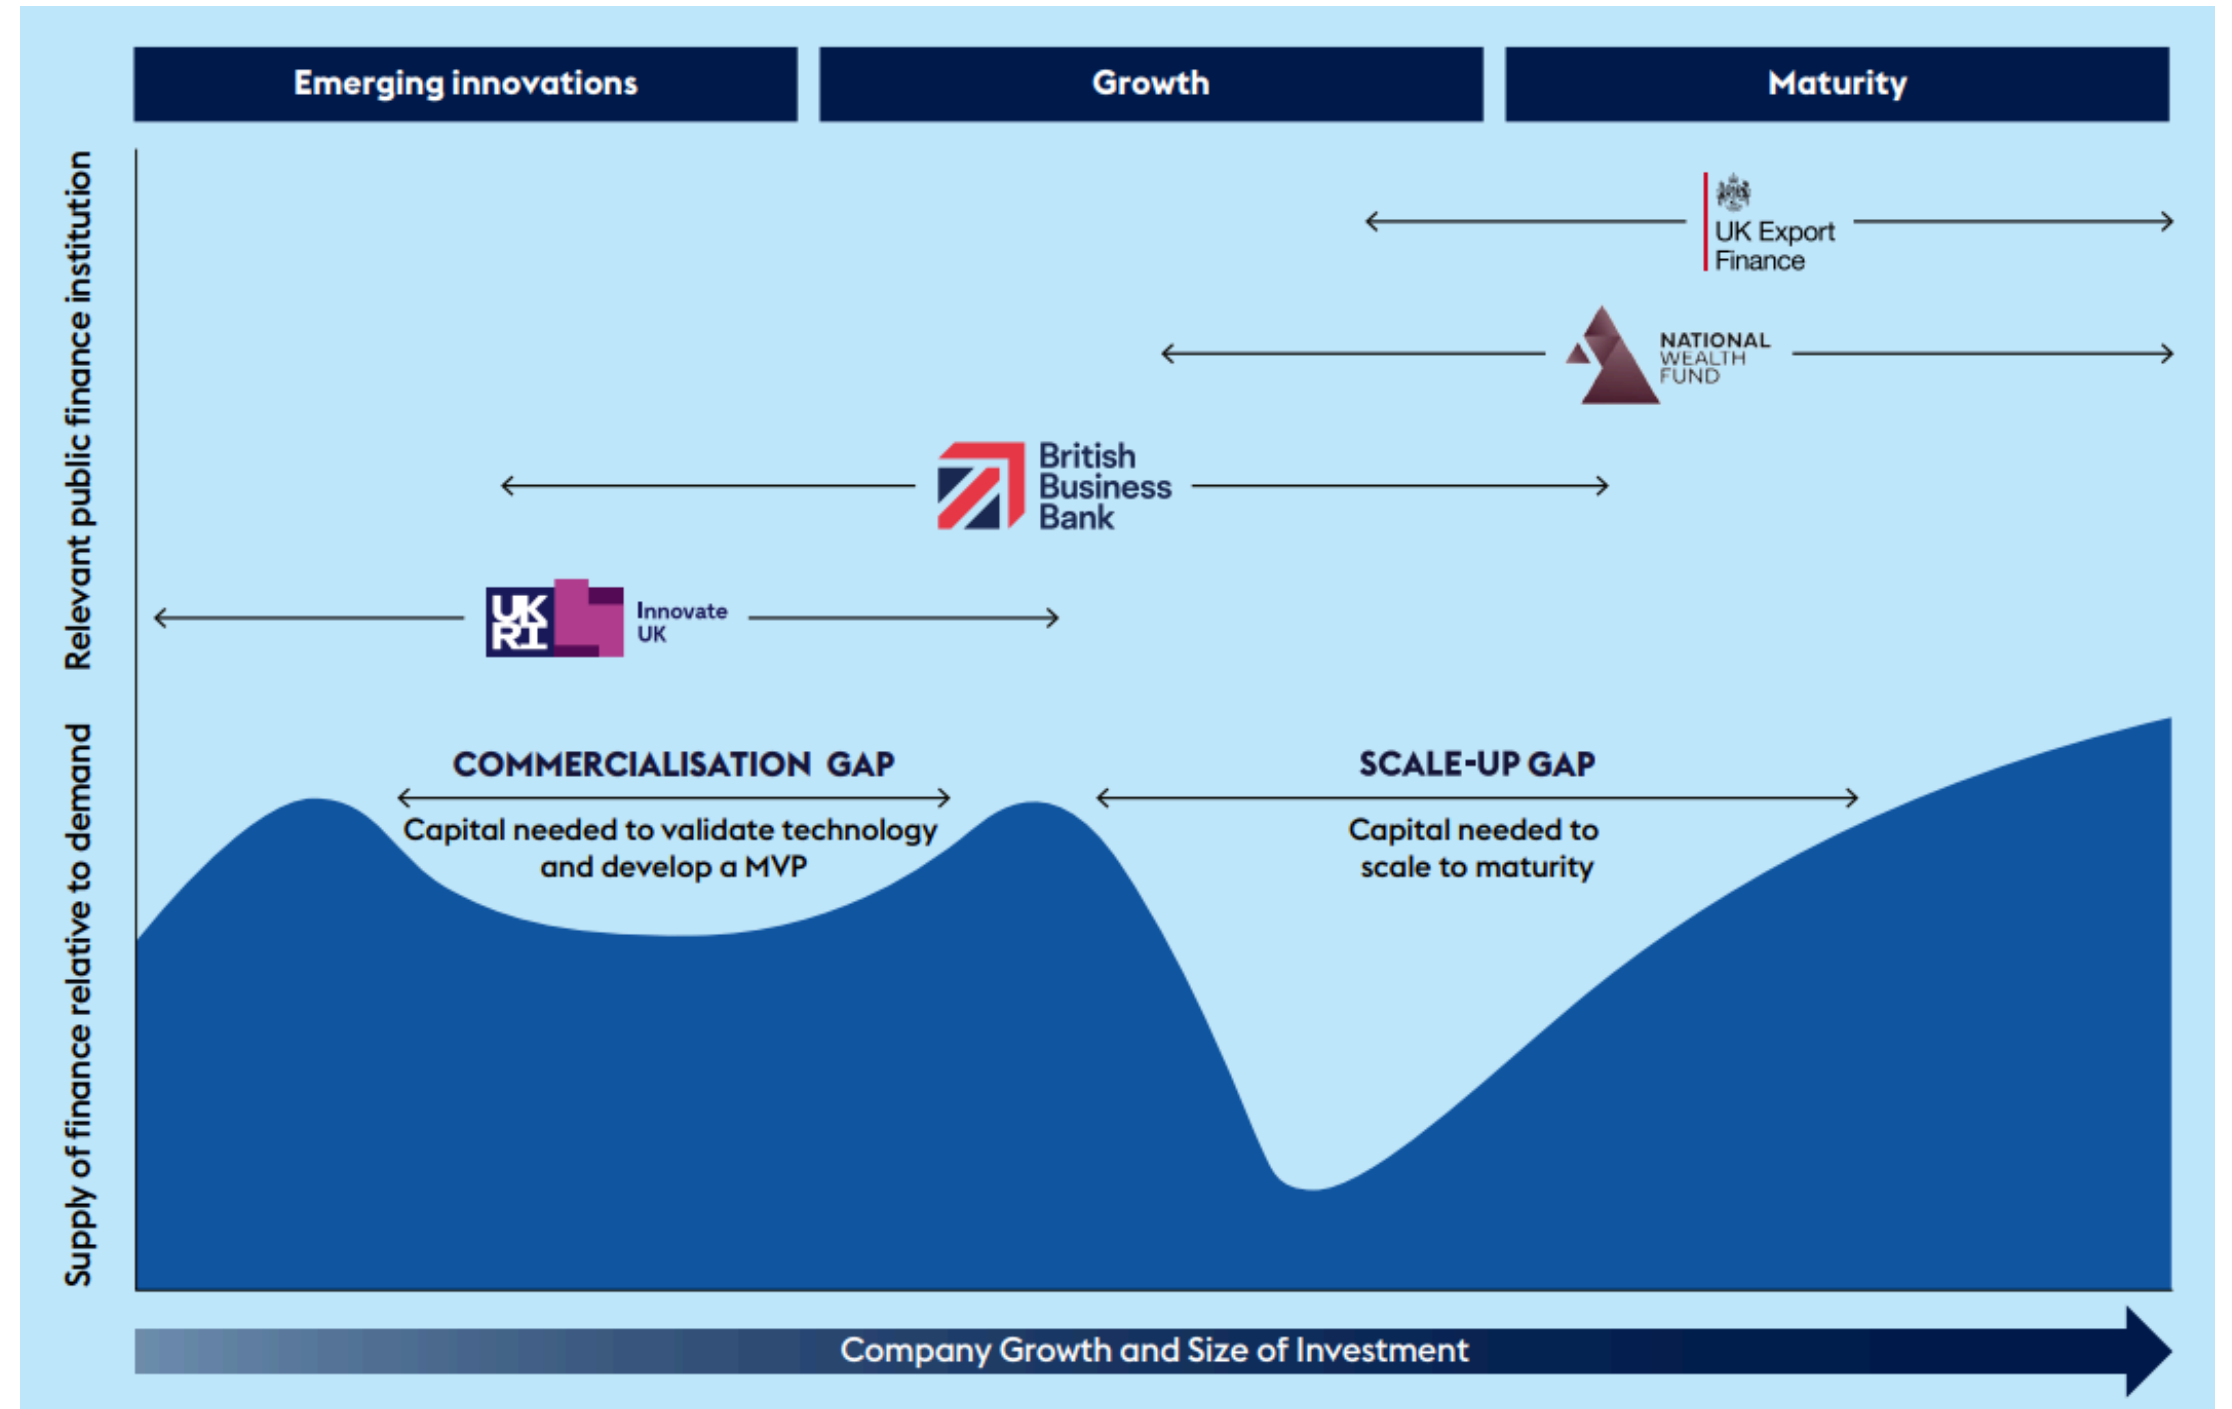 Emerging innovations
Growth
Maturity
Relevant public finance institution
UK Export
Finance
NATIONAL
WEALTH
FUND
British
Business
Bank
UK
RI
Innovate
UK
Supply of finance relative to demand
COMMERCIALISATION GAP
Capital needed to validate technology
and develop a MVP
SCALE-UP GAP
Capital needed to
scale to maturity
Company Growth and Size of Investment